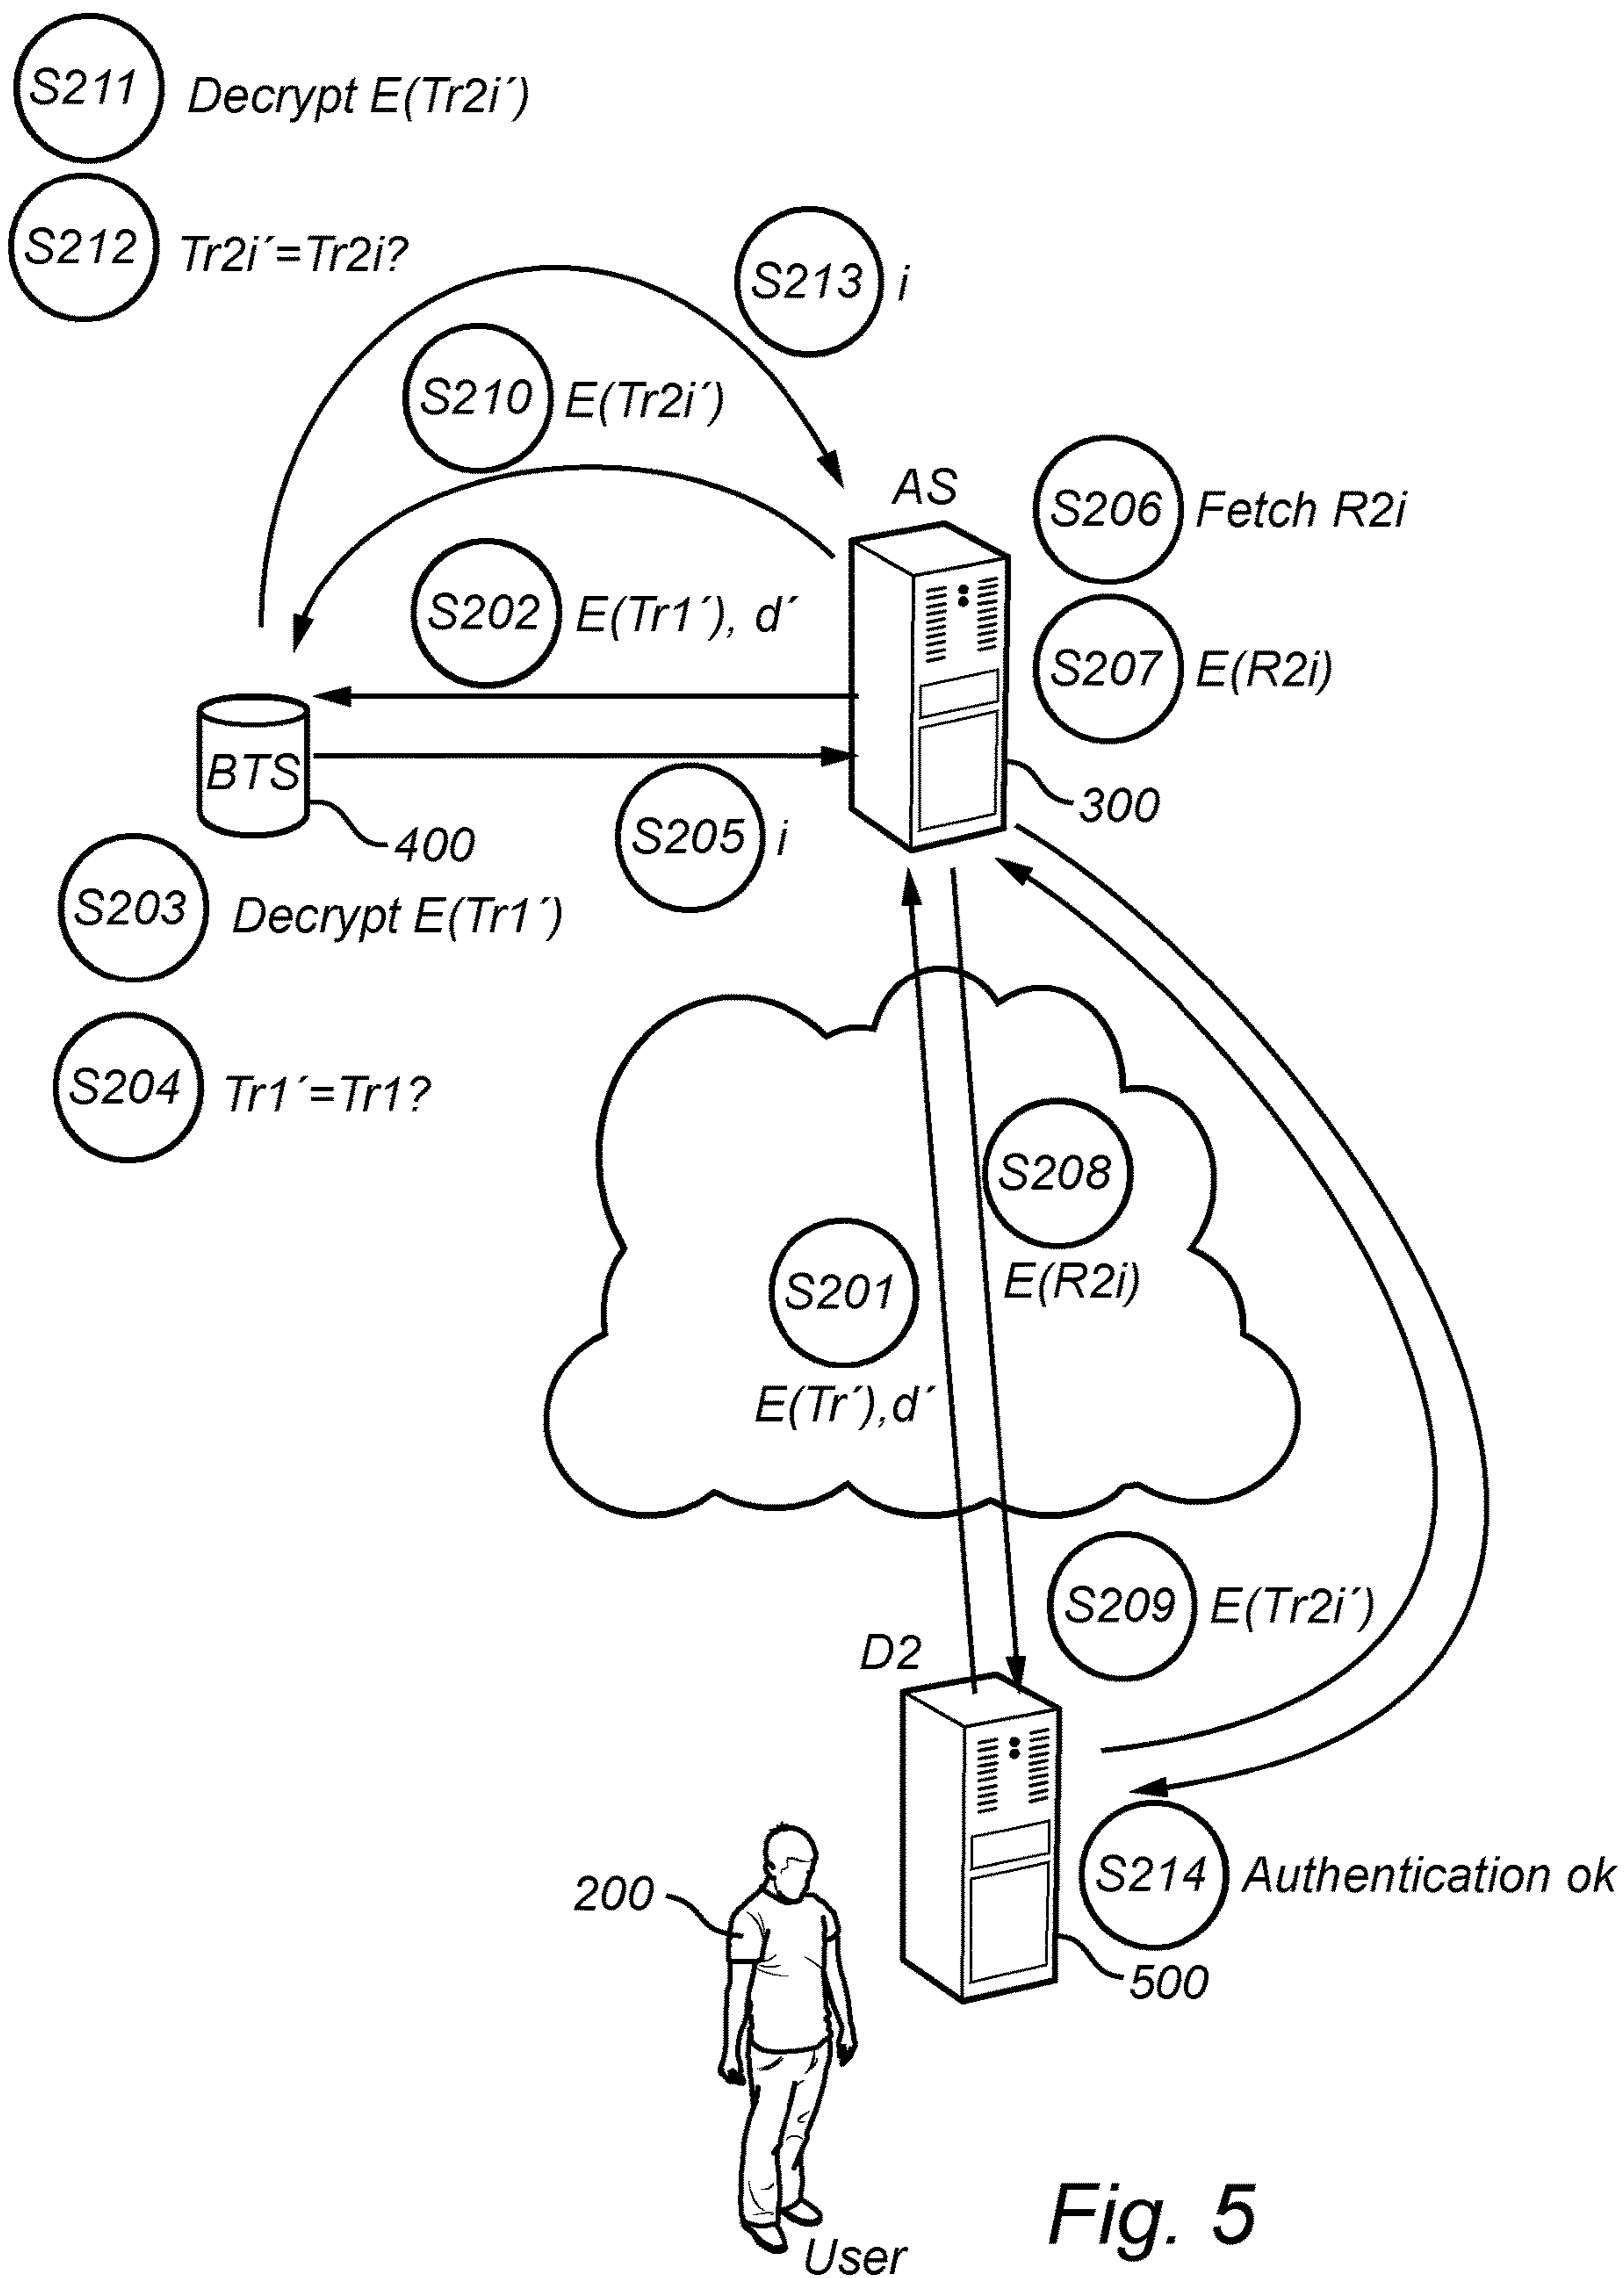 S211 Decrypt E(Tr2i´)
S212 Tr2i´=Tr2i?
S213 i
S210 E(Tr2i´)
AS
S206 Fetch R2i
S202 E(Tr1´), d´
S207 E(R2i)
BTS
300
400
S205 i
S203 Decrypt E(Tr1´)
S204 Tr1´=Tr1?
S208
E(R2i)
S201
E(Tr´),d´
S209 E(Tr2i´)
D2
S214 Authentication ok
200
500
User
Fig. 5